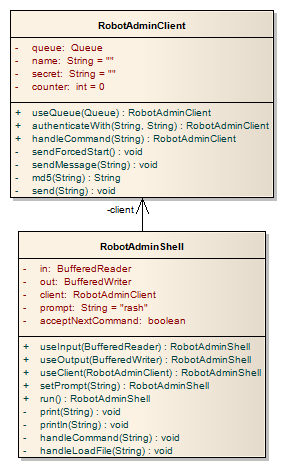 RobotAdminClient
- queue: Queue
- name: String = ""
- secret: String = ""
- counter: int = 0
+ useQueue(Queue) : RobotAdminClient
+ authenticateWith(String, String) : RobotAdminClient
+ handleCommand(String) : RobotAdminClient
- sendForcedStart() : void
- sendMessage(String) : void
- md5(String) : String
- send(String) : void
-client
RobotAdminShell
- in: BufferedReader
- out: BufferedWriter
- client: RobotAdminClient
- prompt: String = "rash"
- acceptNextCommand: boolean
+ useInput(BufferedReader) : RobotAdminShell
+ useOutput(BufferedWriter) : RobotAdminShell
+ useClient(RobotAdminClient) : RobotAdminShell
+ setPrompt(String) : RobotAdminShell
+ run() : RobotAdminShell
- print(String) : void
- println(String) : void
- handleCommand(String) : void
- handleLoadFile(String) : void